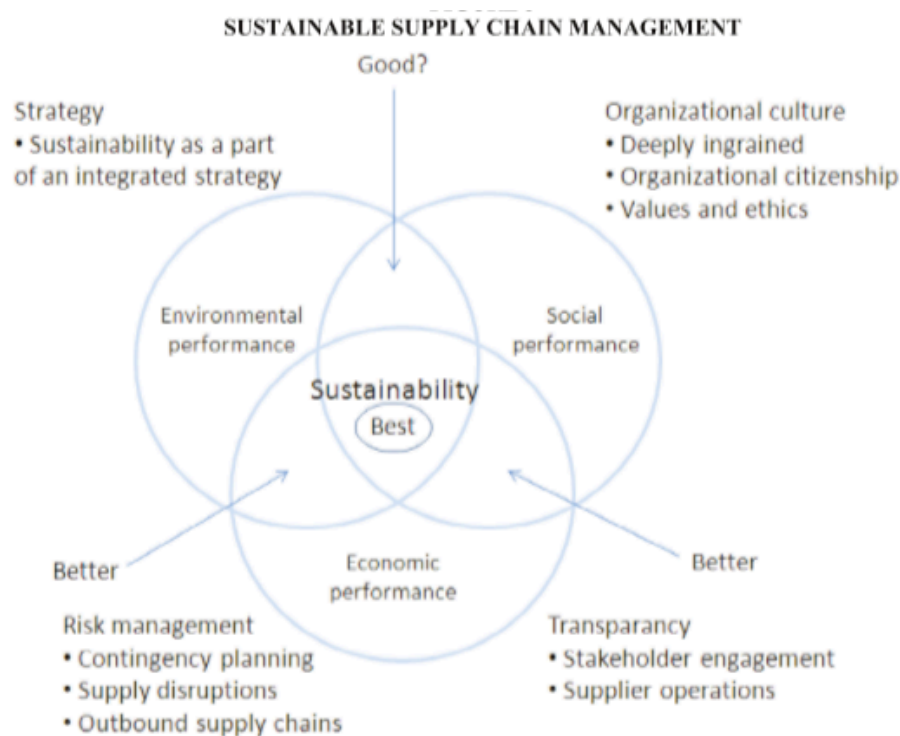 SUSTAINABLE SUPPLY CHAIN MANAGEMENT
Good?
Strategy
• Sustainability as a part
of an integrated strategy
Organizational culture
• Deeply ingrained
• Organizational citizenship
• Values and ethics
Environmental
performance
Social
performance
Sustainability
Best
Better
Economic
performance
Better
Risk management
• Contingency planning
• Supply disruptions
• Outbound supply chains
Transparancy
• Stakeholder engagement
• Supplier operations